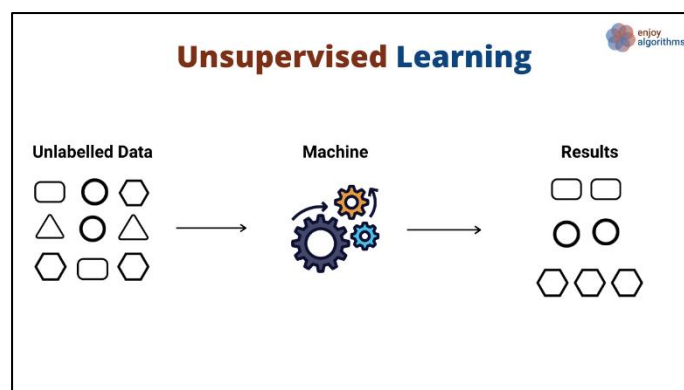 enjoy
algorithms
Unsupervised Learning
Unlabelled Data
Machine
Results